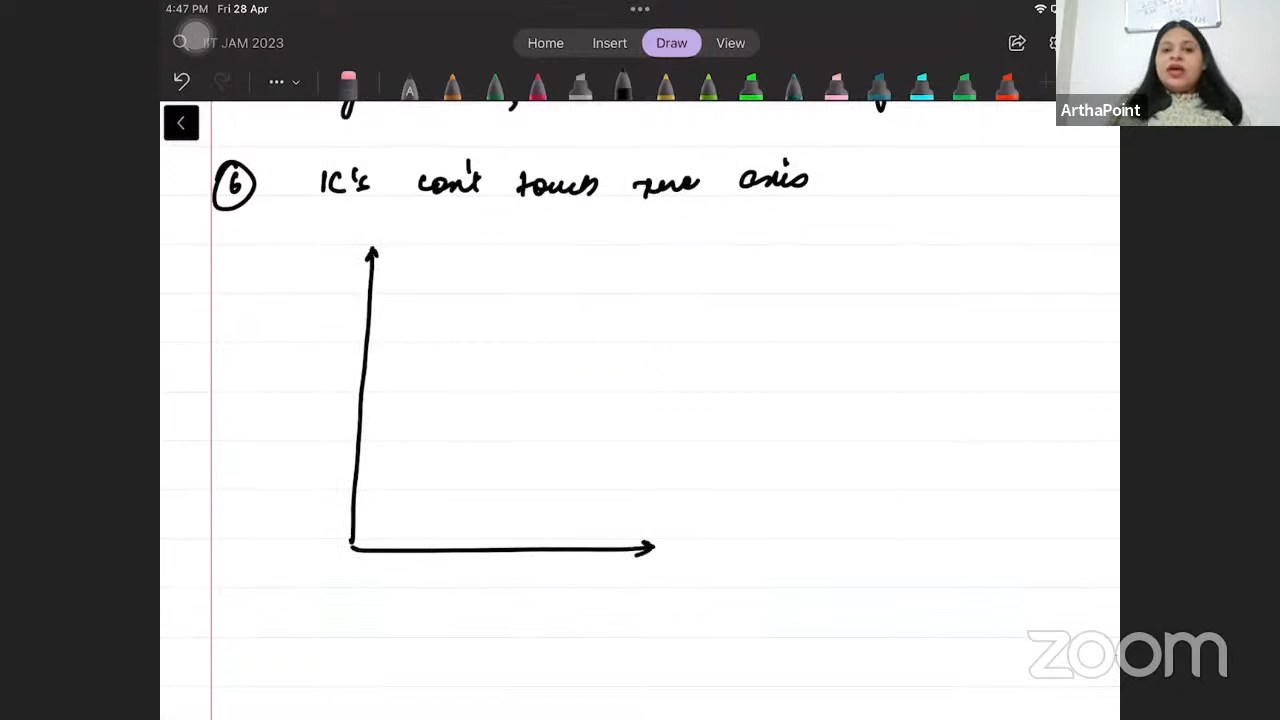 4:47 PM Fri 28 Apr
IIT JAM 2023
Home Insert Draw View
A
ArthaPoint
6 IC's can't touch axis
zoom